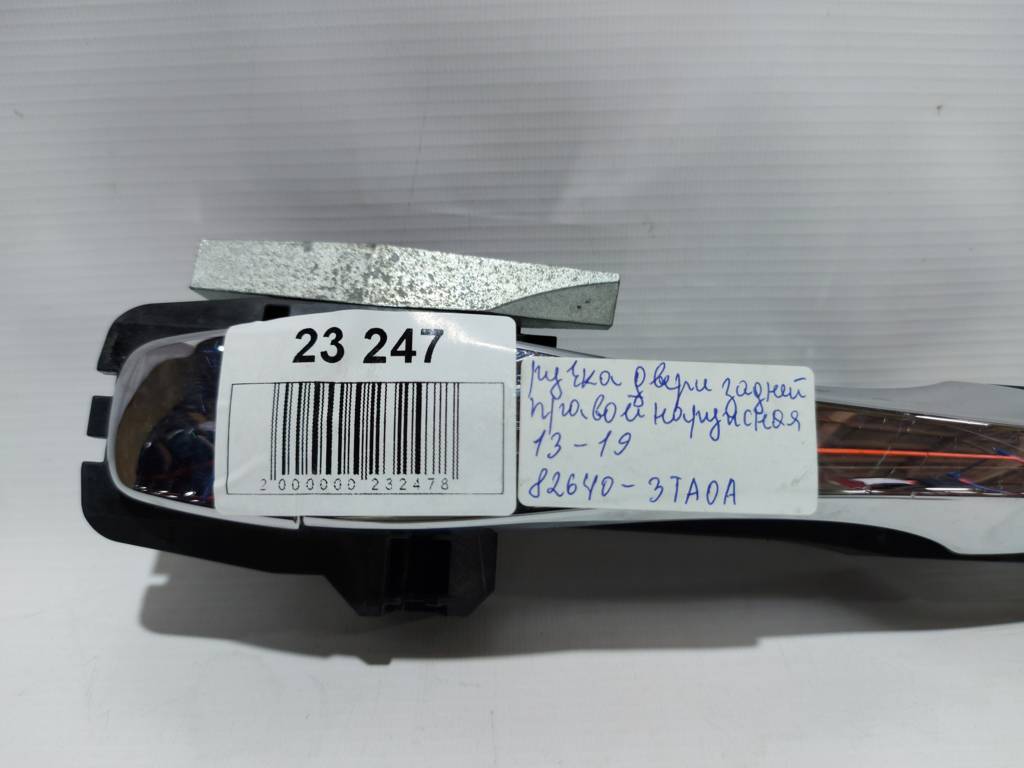 23 247
2 000000 232478
ручка двери задней
правой наружная
13-19
82640-3TA0A